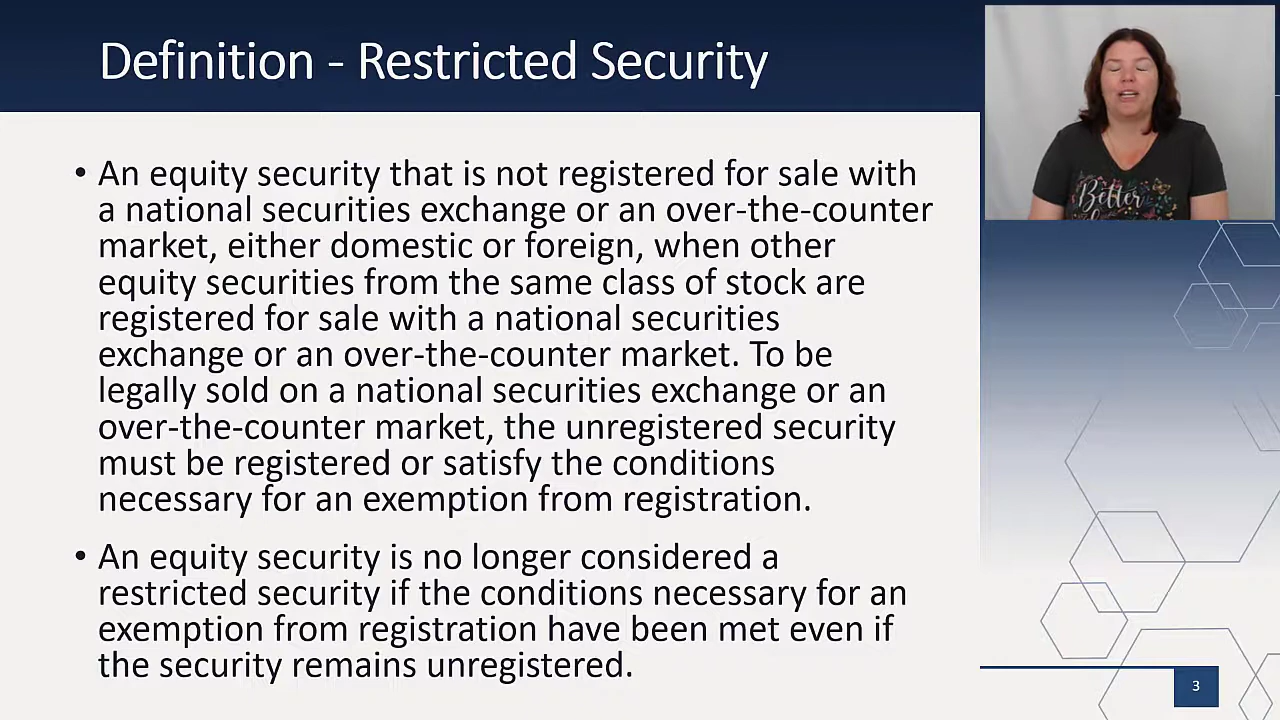 Definition - Restricted Security
• An equity security that is not registered for sale with
a national securities exchange or an over-the-counter
market, either domestic or foreign, when other
equity securities from the same class of stock are
registered for sale with a national securities
exchange or an over-the-counter market. To be
legally sold on a national securities exchange or an
over-the-counter market, the unregistered security
must be registered or satisfy the conditions
necessary for an exemption from registration.
• An equity security is no longer considered a
restricted security if the conditions necessary for an
exemption from registration have been met even if
the security remains unregistered.
Better
3